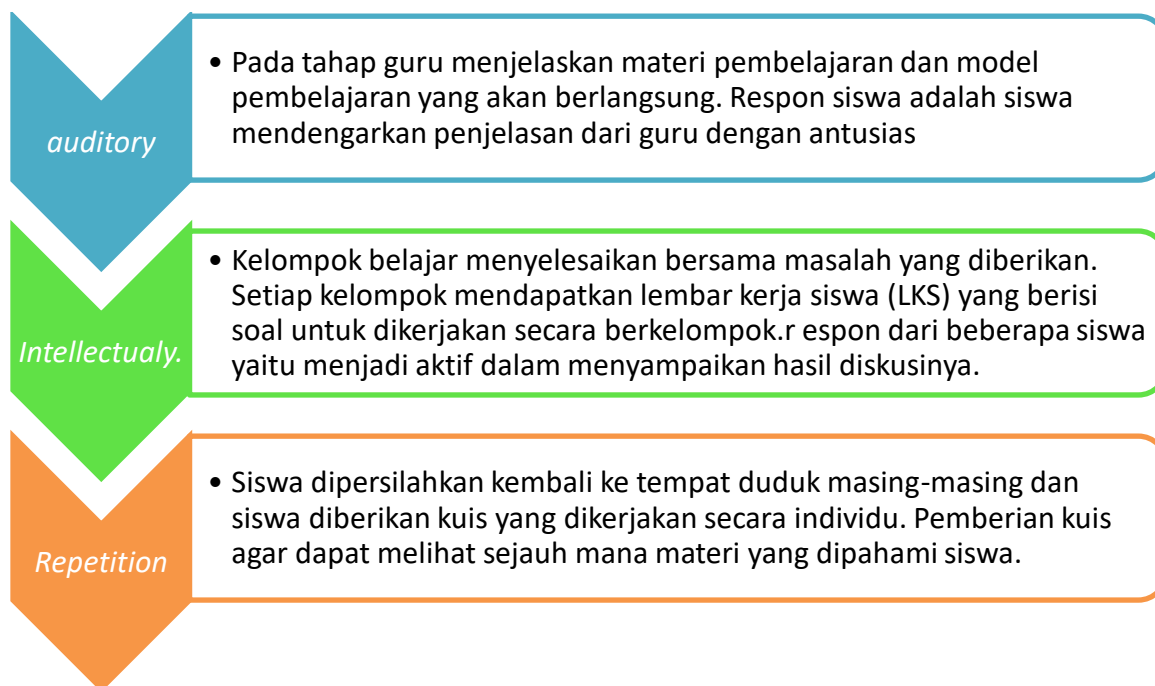 auditory
• Pada tahap guru menjelaskan materi pembelajaran dan model
pembelajaran yang akan berlangsung. Respon siswa adalah siswa
mendengarkan penjelasan dari guru dengan antusias
Intellectualy.
• Kelompok belajar menyelesaikan bersama masalah yang diberikan.
Setiap kelompok mendapatkan lembar kerja siswa (LKS) yang berisi
soal untuk dikerjakan secara berkelompok.r espon dari beberapa siswa
yaitu menjadi aktif dalam menyampaikan hasil diskusinya.
Repetition
• Siswa dipersilahkan kembali ke tempat duduk masing-masing dan
siswa diberikan kuis yang dikerjakan secara individu. Pemberian kuis
agar dapat melihat sejauh mana materi yang dipahami siswa.